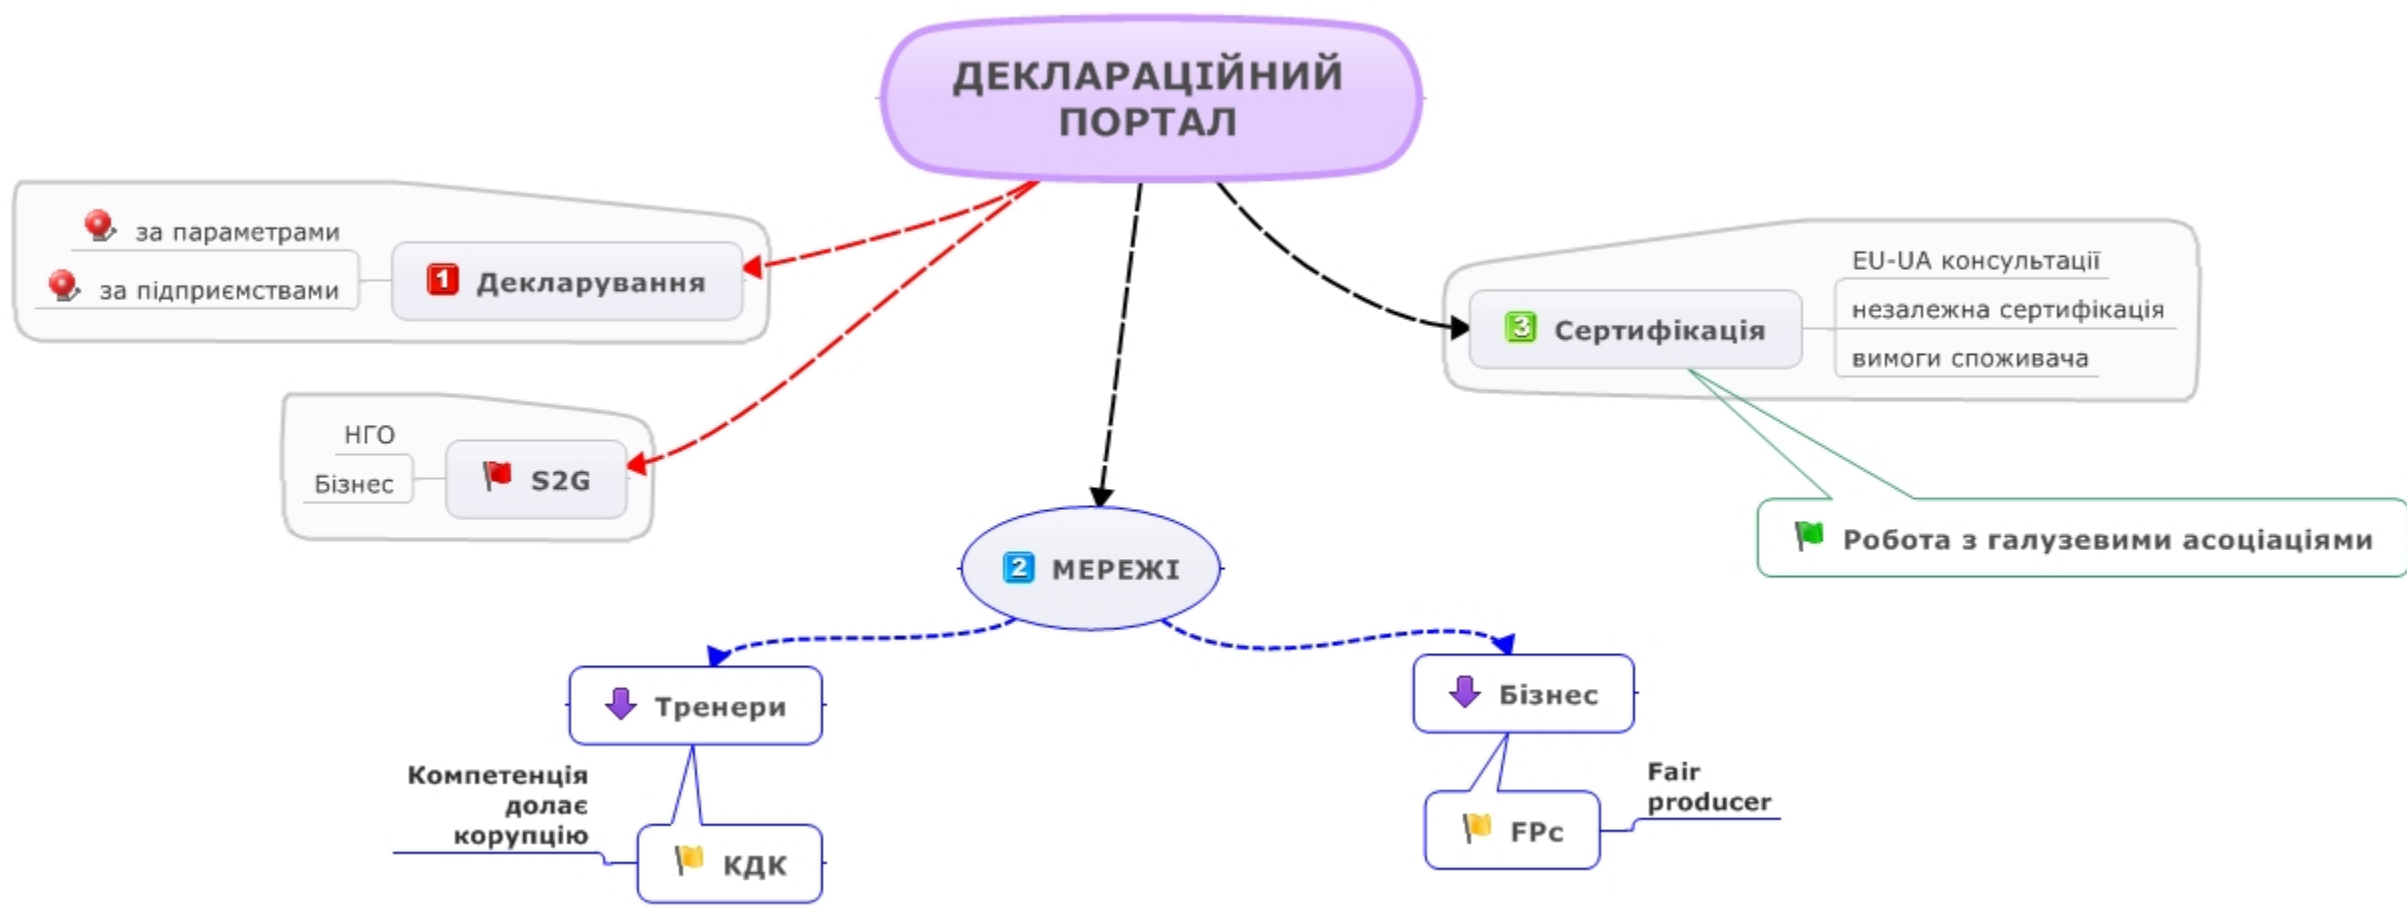 ДЕКЛАРАЦІЙНИЙ
ПОРТАЛ
за параметрами
за підприємствами
1 Декларування
НГО
Бізнес
S2G
3 Сертифікація
EU-UA консультації
незалежна сертифікація
вимоги споживача
Робота з галузевими асоціаціями
2 МЕРЕЖІ
Тренери
Компетенція
долає
корупцію
КДК
Бізнес
FPc
Fair
producer